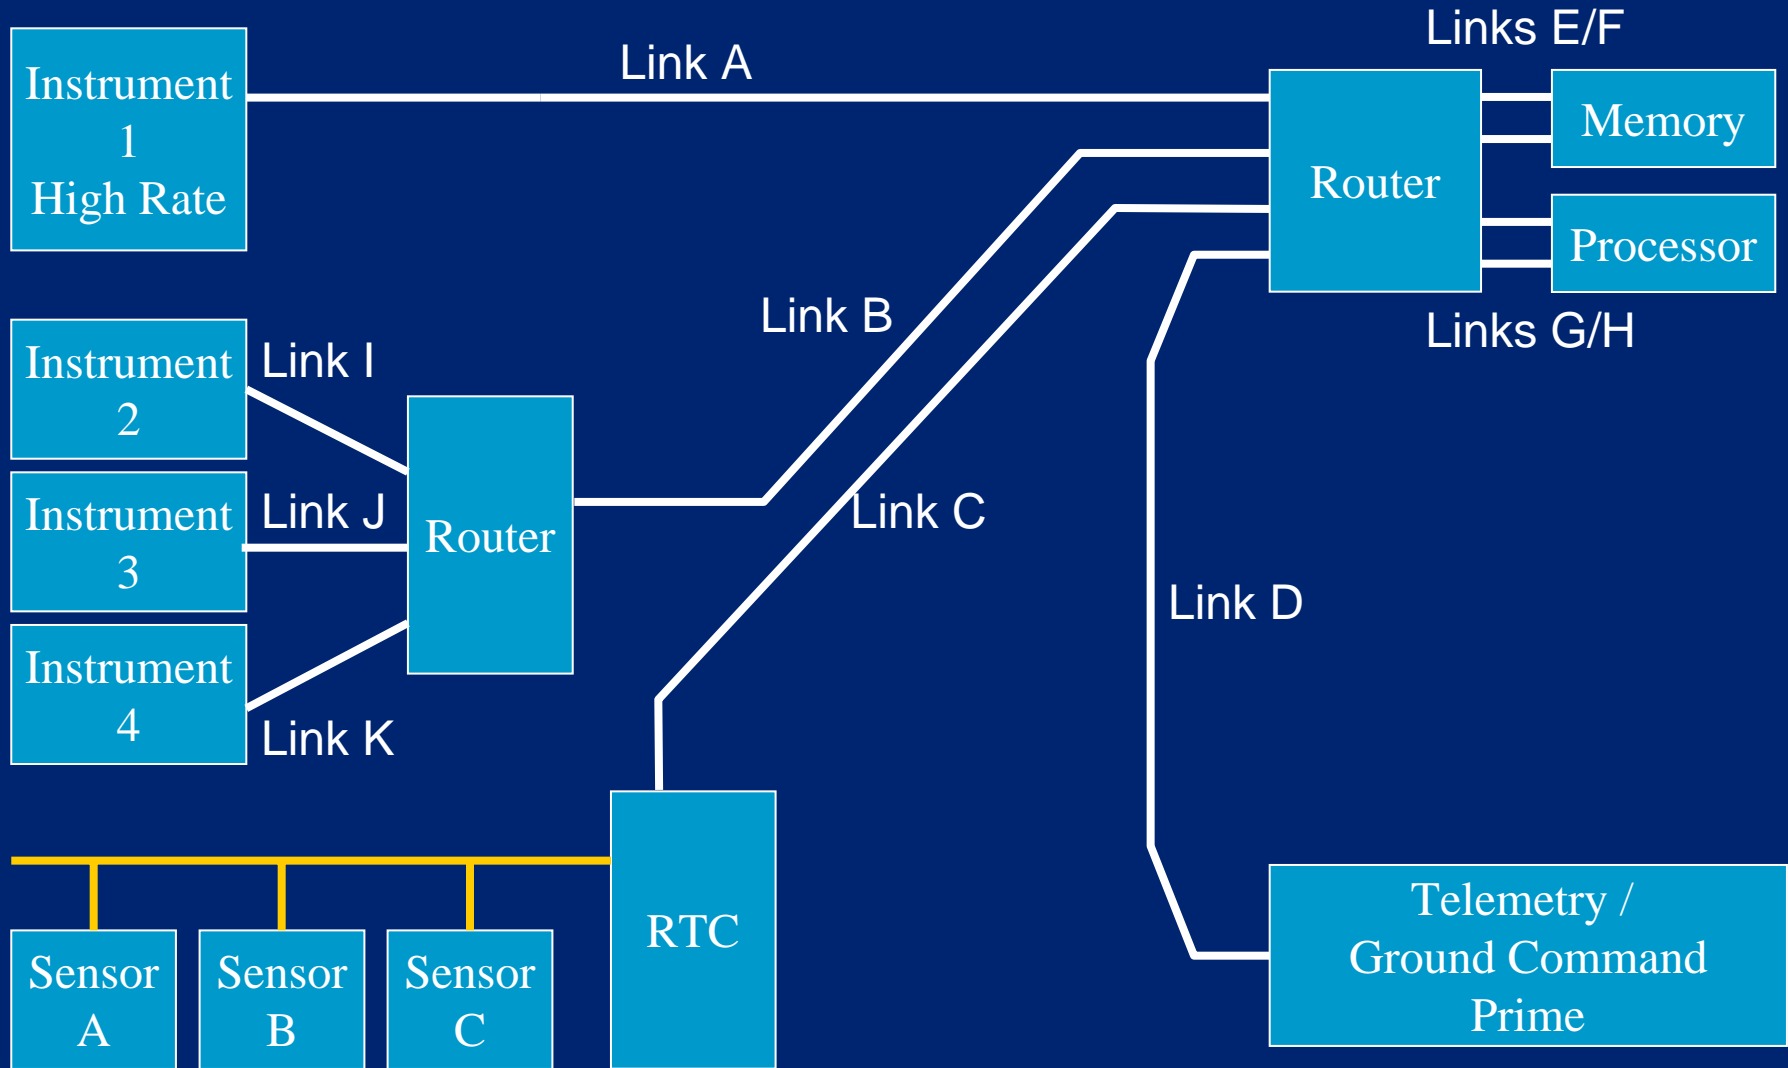 Links E/F
Link A
Instrument
1
High Rate
Memory
Router
Processor
Link B
Links G/H
Instrument
2
Link I
Instrument
3
Link J
Router
Link C
Link D
Instrument
4
Link K
RTC
Sensor
A
Sensor
B
Sensor
C
Telemetry /
Ground Command
Prime